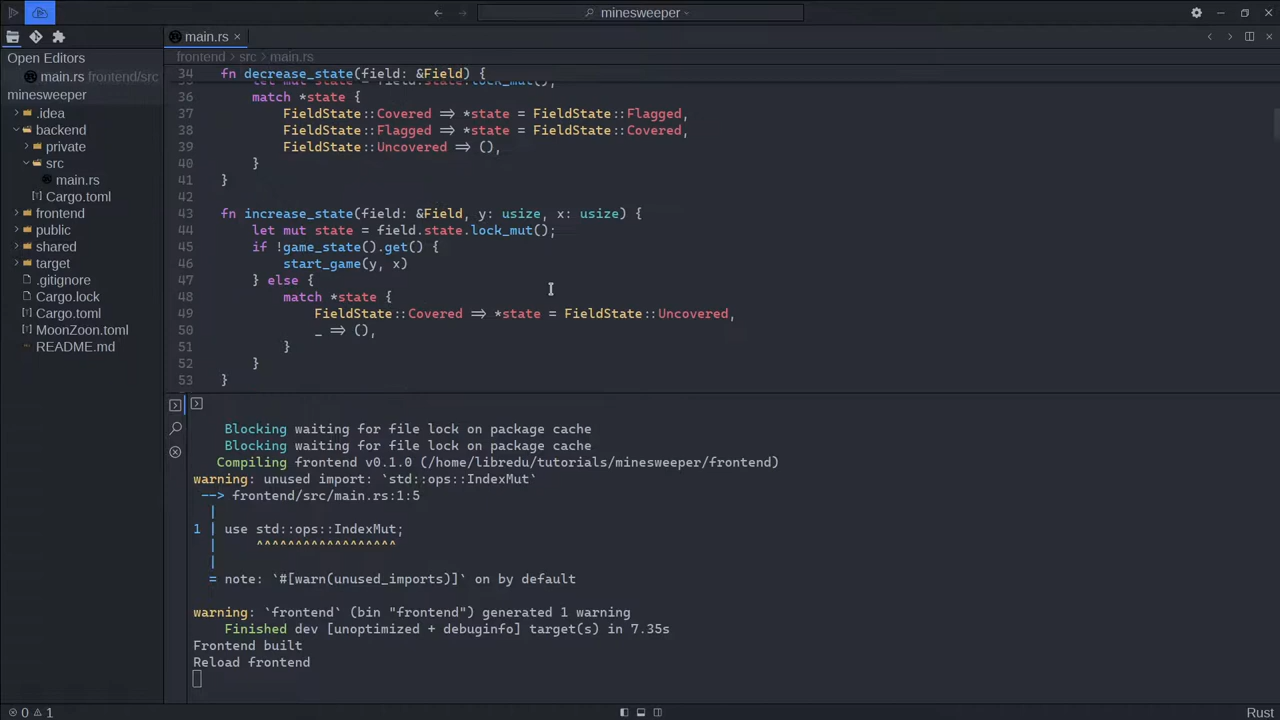 minesweeper
main.rs ×
Open Editors
main.rs frontend/src
minesweeper
.idea
backend
private
src
main.rs
Cargo.toml
frontend
public
shared
target
.gitignore
Cargo.lock
Cargo.toml
MoonZoon.toml
README.md
frontend › src › main.rs
34 fn decrease_state(field: &Field) {
let mut state = field.state.lock_mut();
36 match *state {
37 FieldState::Covered => *state = FieldState::Flagged,
38 FieldState::Flagged => *state = FieldState::Covered,
39 FieldState::Uncovered => (),
40 }
41 }
42
43 fn increase_state(field: &Field, y: usize, x: usize) {
44 let mut state = field.state.lock_mut();
45 if !game_state().get() {
46 start_game(y, x)
47 } else {
48 match *state {
49 FieldState::Covered => *state = FieldState::Uncovered,
50 _ => (),
51 }
52 }
53 }
Blocking waiting for file lock on package cache
Blocking waiting for file lock on package cache
Compiling frontend v0.1.0 (/home/libredu/tutorials/minesweeper/frontend)
warning: unused import: `std::ops::IndexMut`
--> frontend/src/main.rs:1:5
|
1 | use std::ops::IndexMut;
| ^^^^^^^^^^^^^^^^^^
|
= note: `#[warn(unused_imports)]` on by default
warning: `frontend` (bin "frontend") generated 1 warning
Finished dev [unoptimized + debuginfo] target(s) in 7.35s
Frontend built
Reload frontend
0 1
Rust